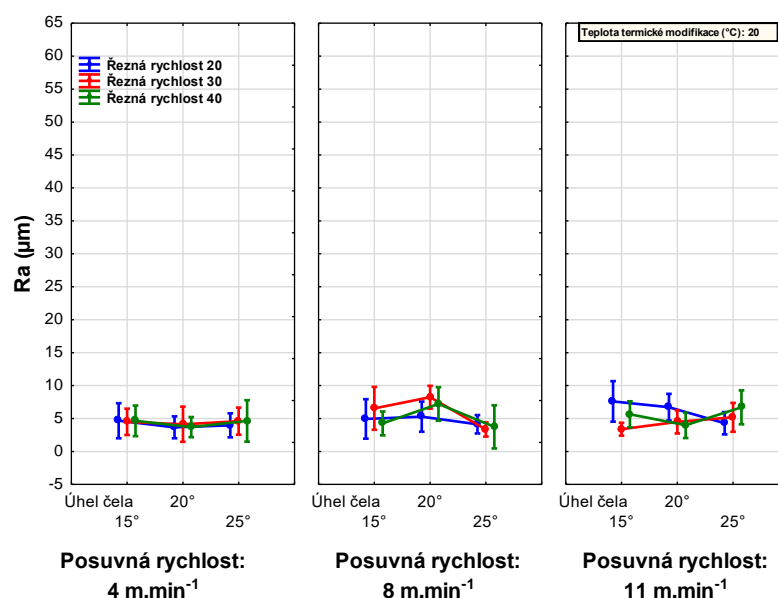 Teplota termické modifikace (°C): 20
Řezná rychlost 20
Řezná rychlost 30
Řezná rychlost 40
Ra (µm)
65
60
55
50
45
40
35
30
25
20
15
10
5
0
-5
Úhel čela
15°
20°
25°
Úhel čela
15°
20°
25°
Úhel čela
15°
20°
25°
Posuvná rychlost:
4 m.min⁻¹
Posuvná rychlost:
8 m.min⁻¹
Posuvná rychlost:
11 m.min⁻¹